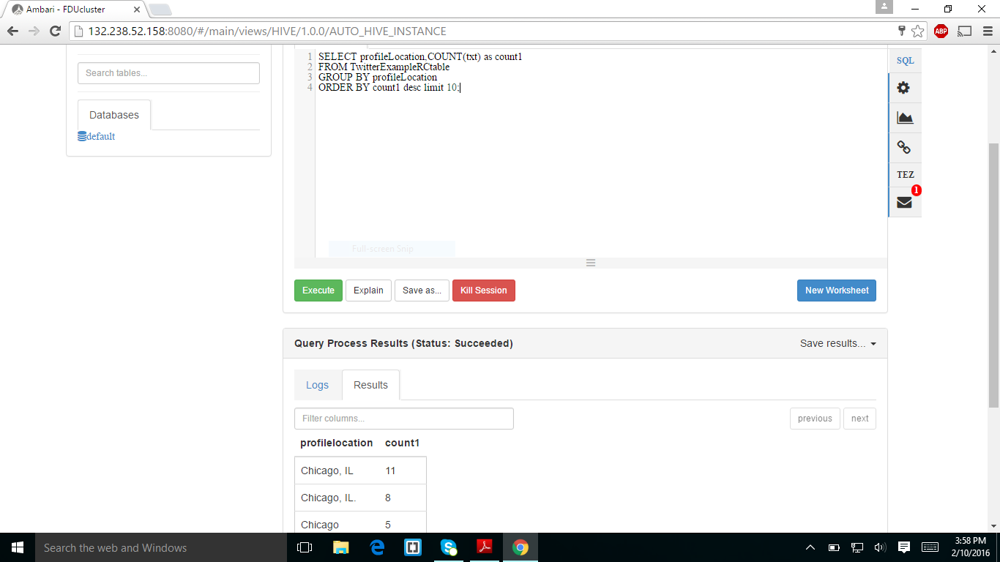 Ambari - FDUcluster
132.238.52.158:8080/#/main/views/HIVE/1.0.0/AUTO_HIVE_INSTANCE
ABP
Search tables...
Databases
default
1 SELECT profileLocation,COUNT(txt) as count1
2 FROM TwitterExampleRCtable
3 GROUP BY profileLocation
4 ORDER BY count1 desc limit 10;
SQL
TEZ
1
Full-screen Snip
Execute
Explain
Save as...
Kill Session
New Worksheet
Query Process Results (Status: Succeeded)
Save results...
Logs
Results
Filter columns...
previous
next
profilelocation count1
Chicago, IL 11
Chicago, IL. 8
Chicago 5
Search the web and Windows
3:58 PM
2/10/2016